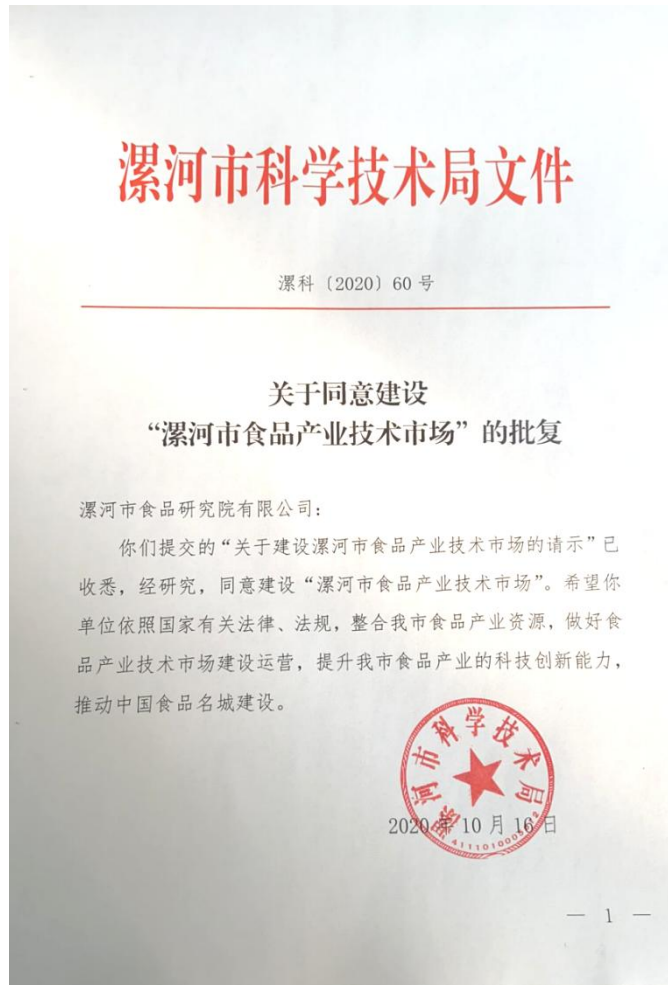 漯河市科学技术局文件
漯科〔2020〕60号
关于同意建设
“漯河市食品产业技术市场”的批复
漯河市食品研究院有限公司：
你们提交的“关于建设漯河市食品产业技术市场的请示”已
收悉，经研究，同意建设“漯河市食品产业技术市场”。希望你
单位依照国家有关法律、法规，整合我市食品产业资源，做好食
品产业技术市场建设运营，提升我市食品产业的科技创新能力，
推动中国食品名城建设。
漯河市科学技术局
2020年10月16日
— 1 —